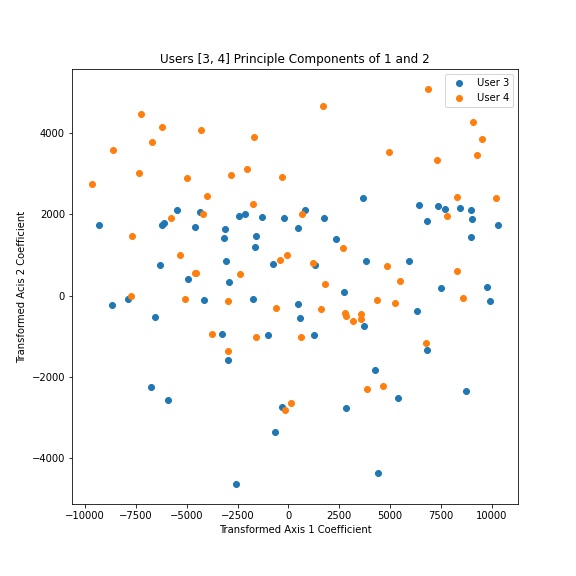 Users [3, 4] Principle Components of 1 and 2
User 3
User 4
4000
2000
0
−2000
−4000
Transformed Acis 2 Coefficient
−10000 −7500 −5000 −2500 0 2500 5000 7500 10000
Transformed Axis 1 Coefficient